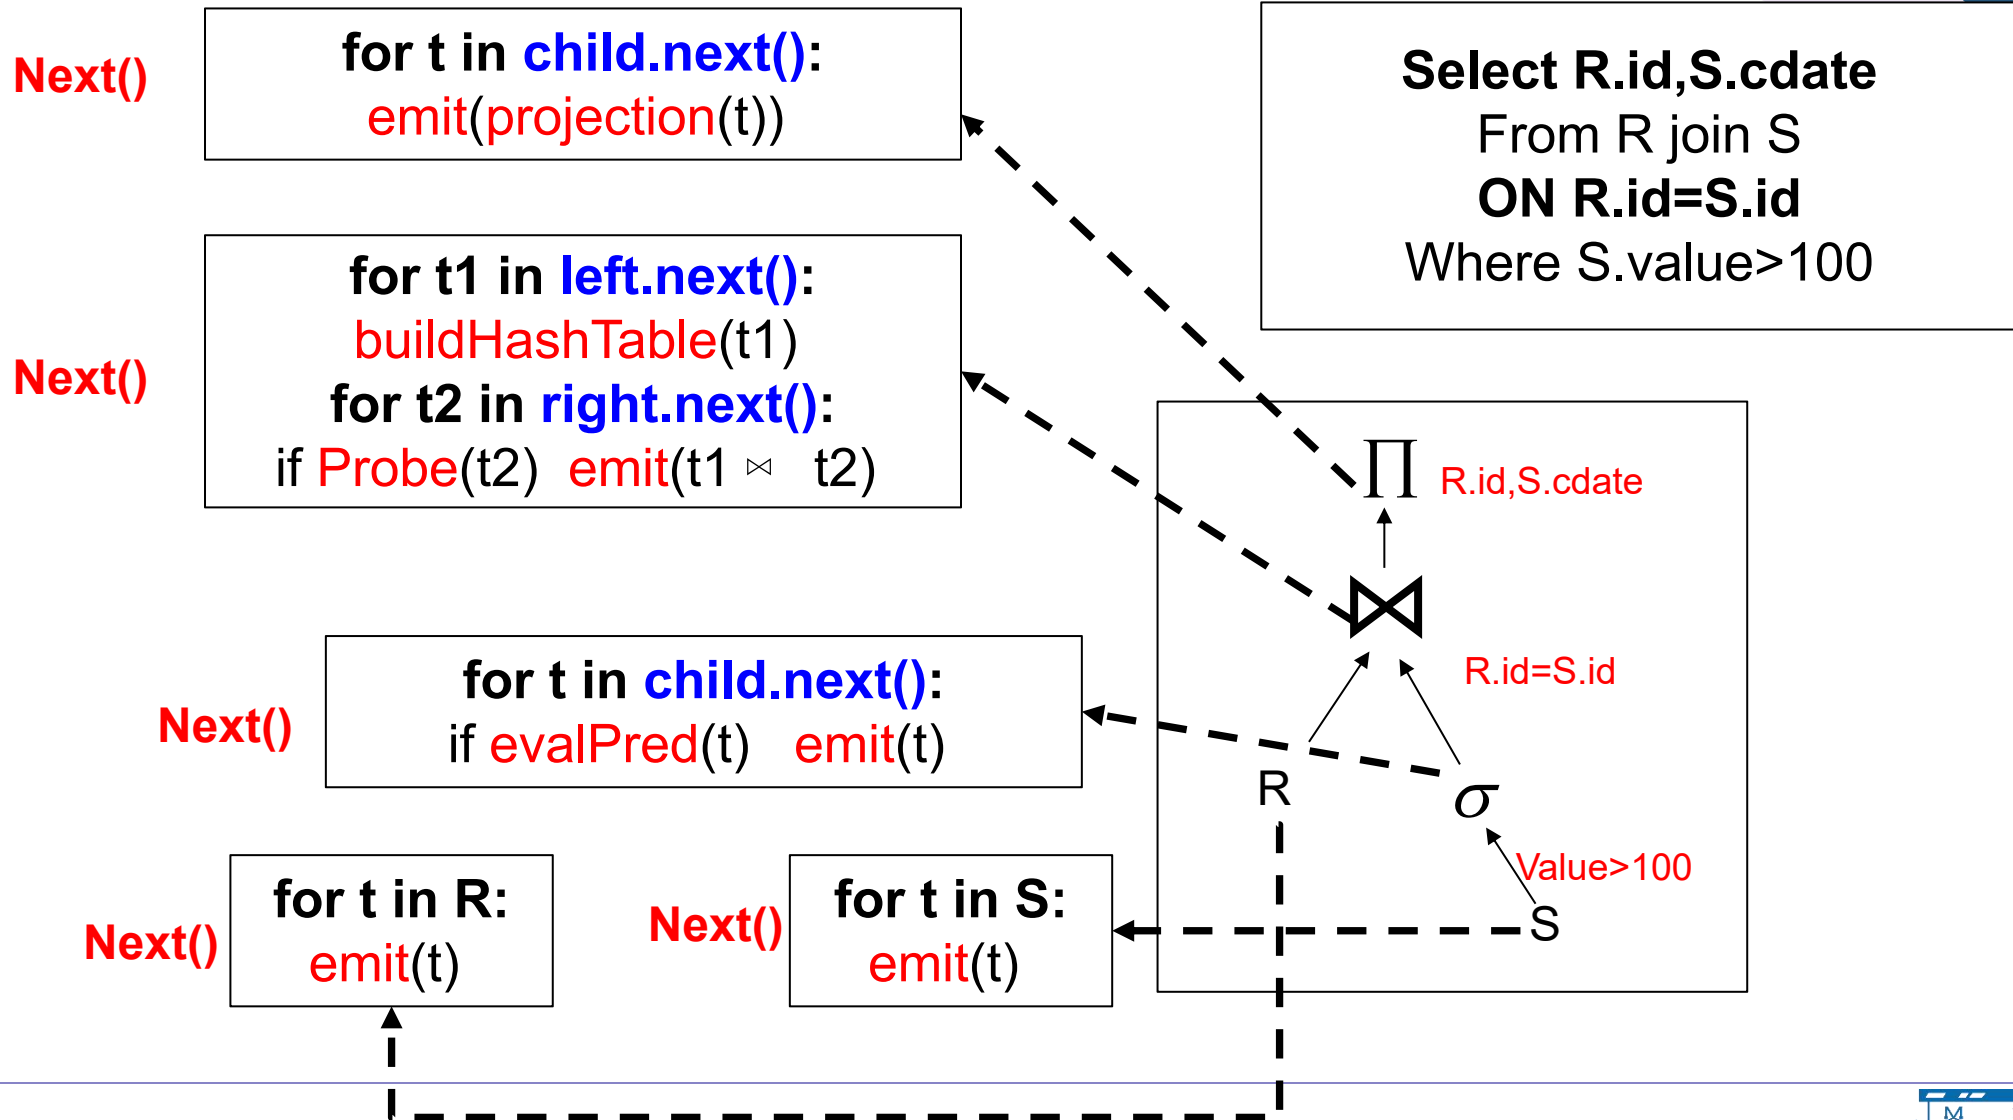 Next()
for t in child.next():
emit(projection(t))
Select R.id,S.cdate
From R join S
ON R.id=S.id
Where S.value>100
Next()
for t1 in left.next():
buildHashTable(t1)
for t2 in right.next():
if Probe(t2) emit(t1 ⋈ t2)
∏ R.id,S.cdate
⋈
R.id=S.id
Next()
for t in child.next():
if evalPred(t) emit(t)
R
σ
Value>100
S
Next()
for t in R:
emit(t)
Next()
for t in S:
emit(t)